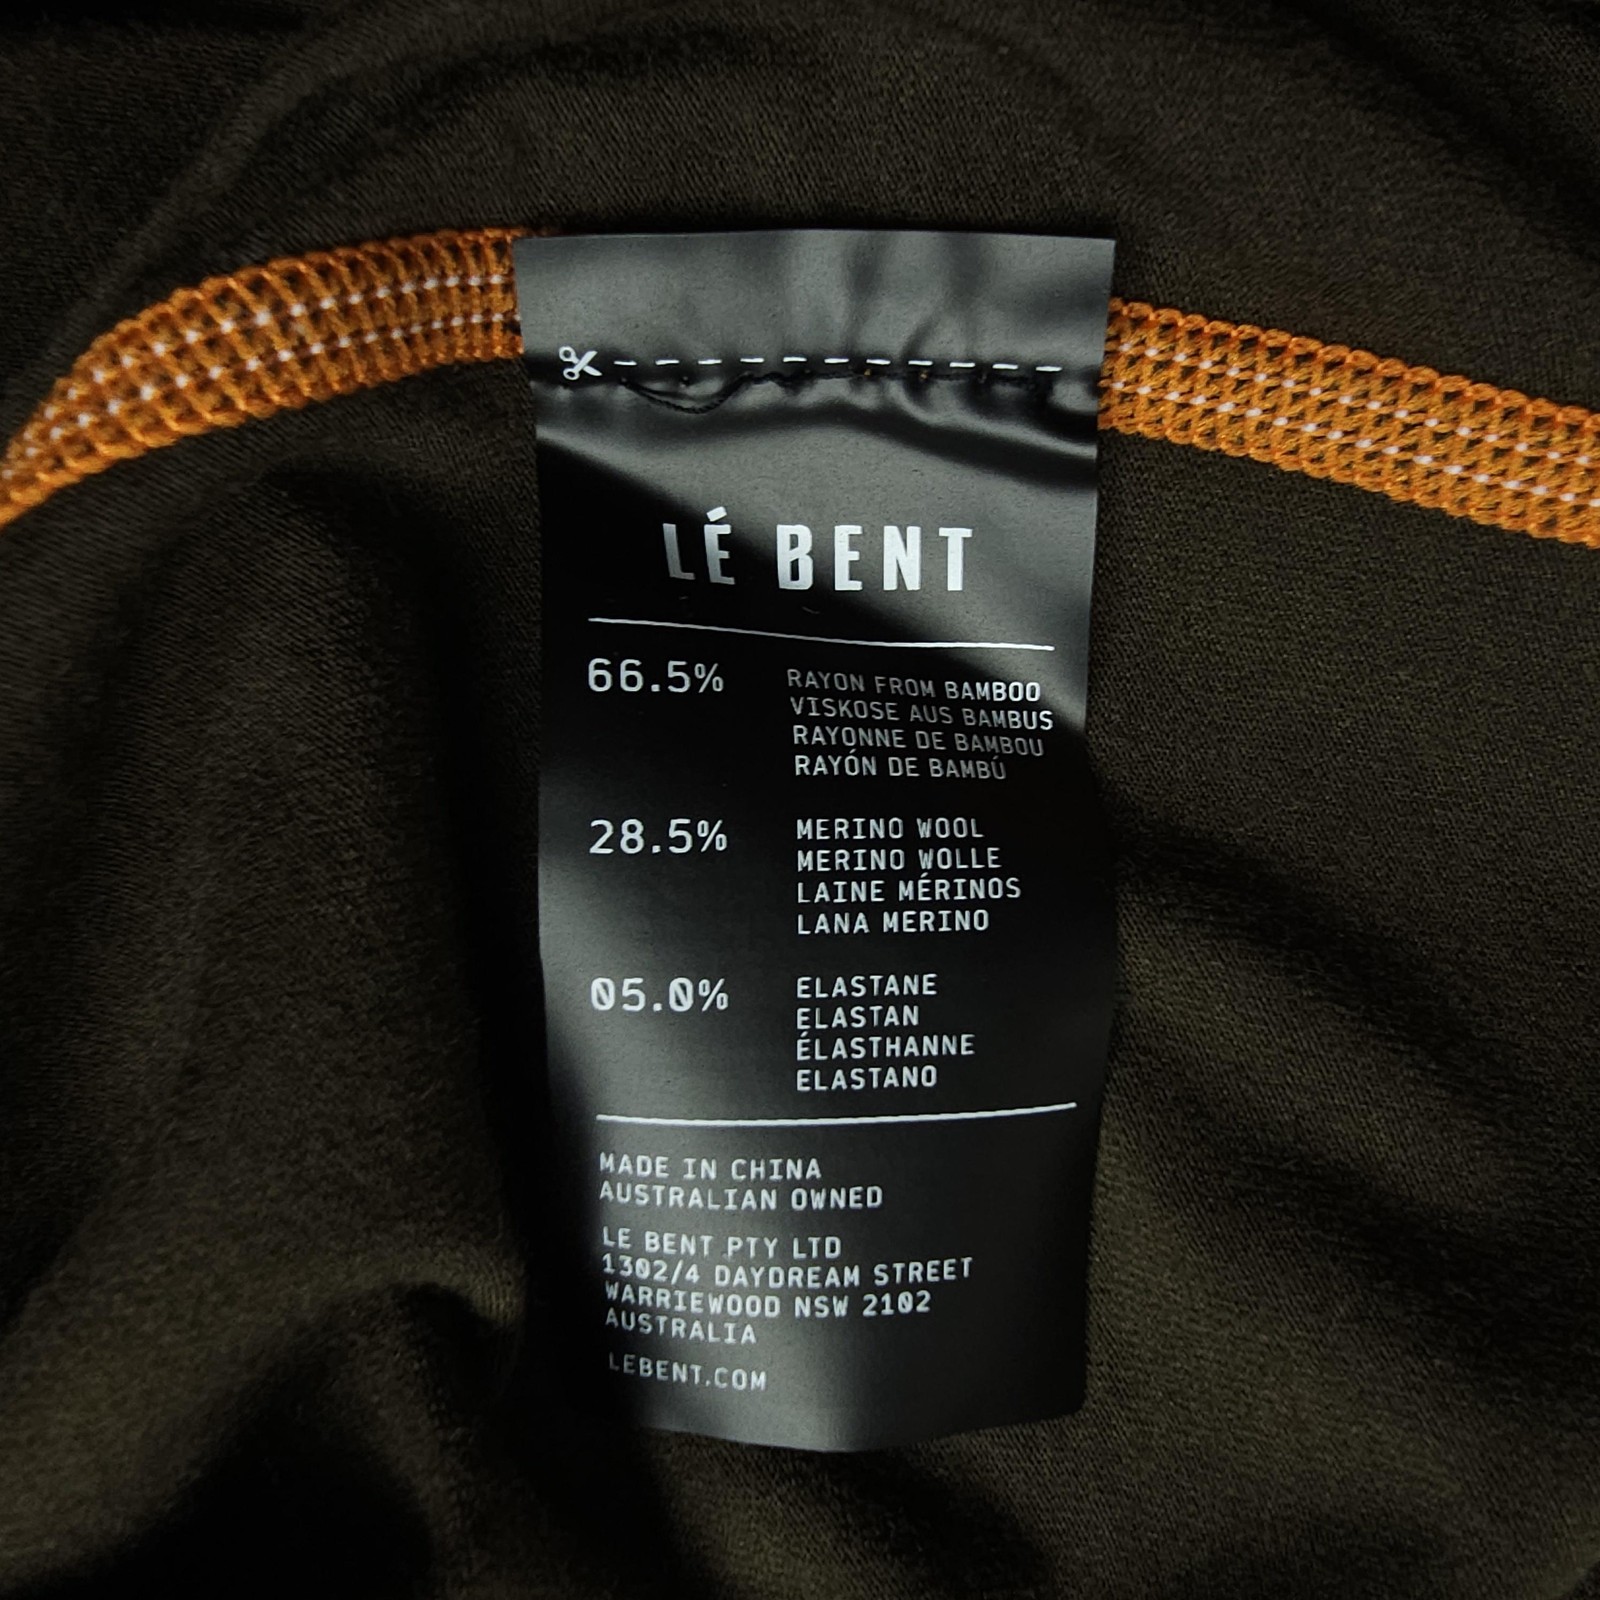 LÉ BENT
66.5% RAYON FROM BAMBOO
VISKOSE AUS BAMBUS
RAYONNE DE BAMBOU
RAYÓN DE BAMBÚ
28.5% MERINO WOOL
MERINO WOLLE
LAINE MÉRINOS
LANA MERINO
05.0% ELASTANE
ELASTAN
ÉLASTHANNE
ELASTANO
MADE IN CHINA
AUSTRALIAN OWNED
LE BENT PTY LTD
1302/4 DAYDREAM STREET
WARRIEWOOD NSW 2102
AUSTRALIA
LEBENT.COM